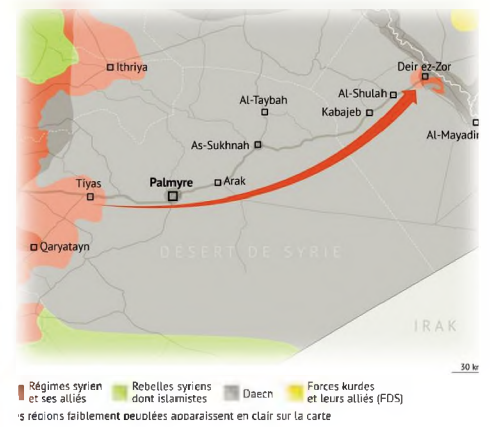 Ithriya
Deir ez-Zor
Al-Shulah
Al-Taybah
Kabajeb
Al-Mayadin
As-Sukhnah
Tiyas
Palmyre
Arak
Qaryatayn
DÉSERT DE SYRIE
IRAK
30 k
Régimes syrien
et ses alliés
Rebelles syriens
dont islamistes
Daech
Forces kurdes
et leurs alliés (FDS)
s régions faiblement peuplées apparaissent en clair sur la carte